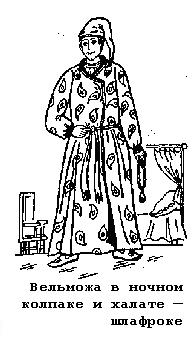 Вельможа в ночном
колпаке и халате —
шлафроке